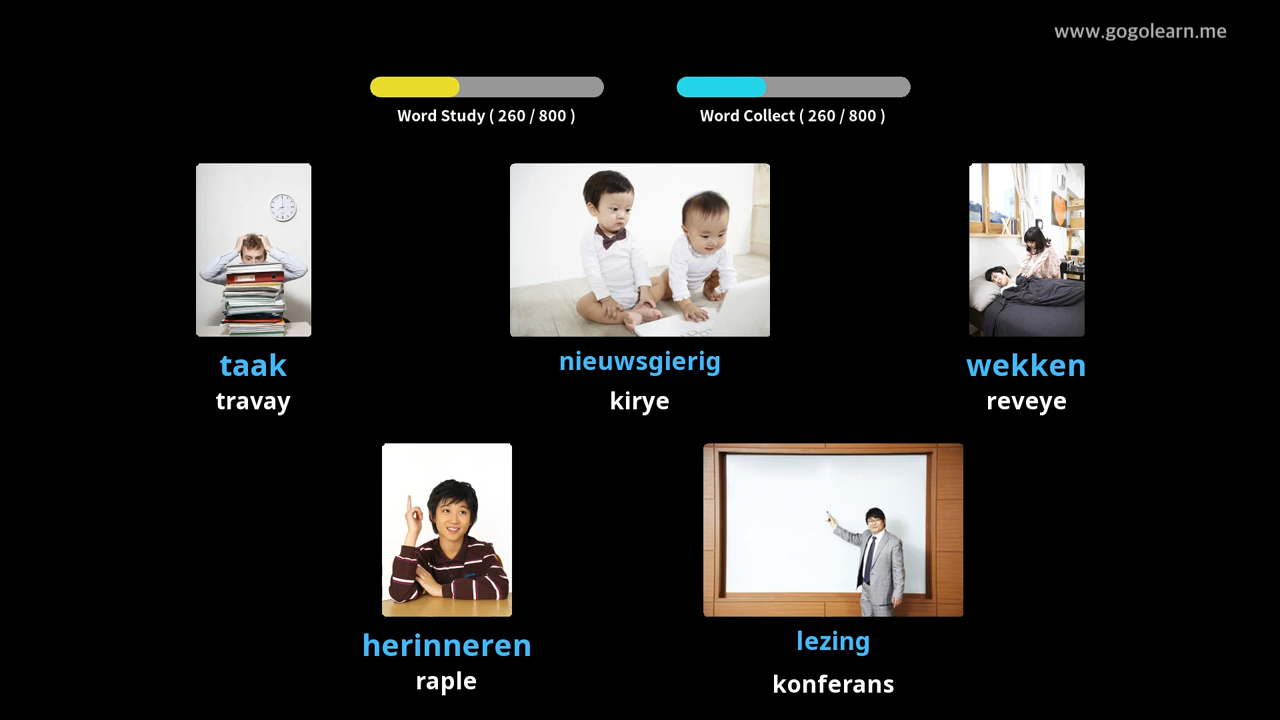 www.gogolearn.me
Word Study ( 260 / 800 )
Word Collect ( 260 / 800 )
taak
travay
nieuwsgierig
kirye
wekken
reveye
herinneren
raple
lezing
konferans